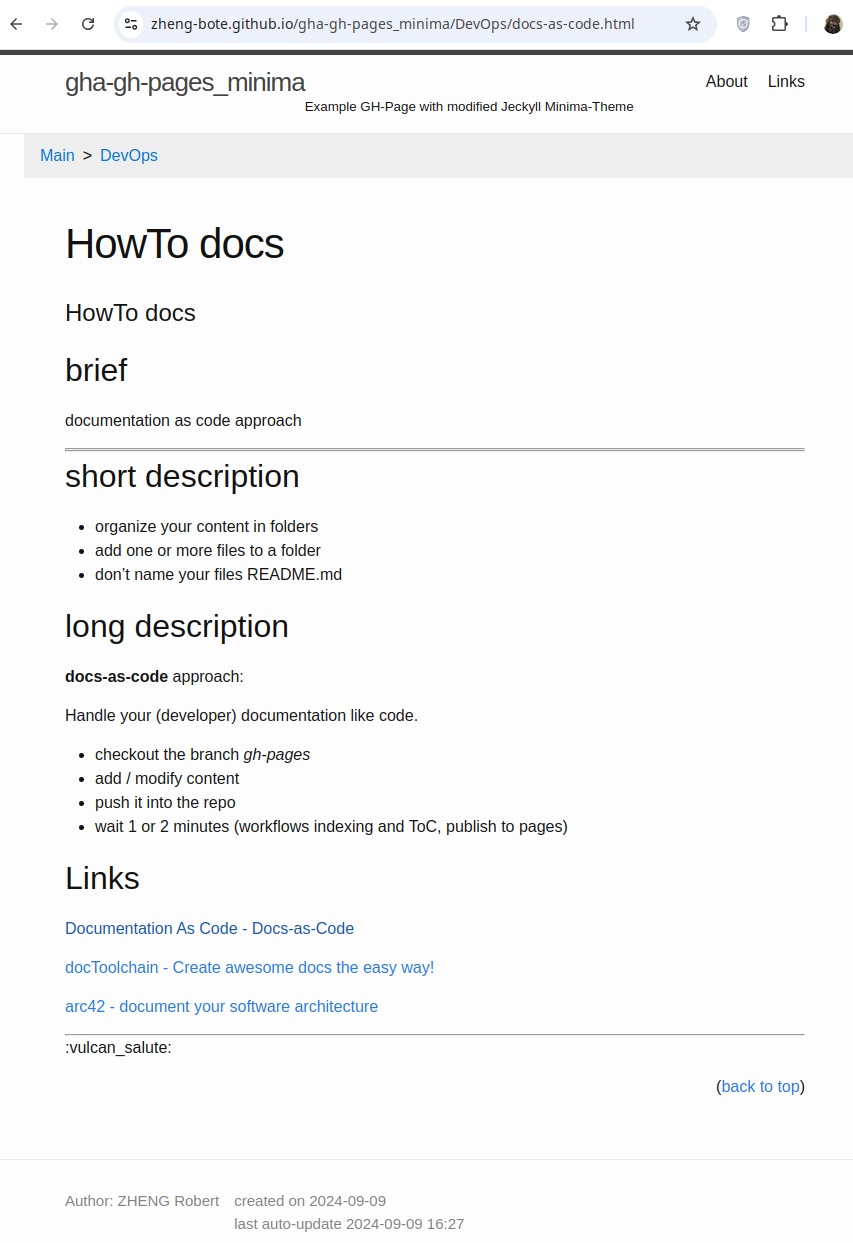 zheng-bote.github.io/gha-gh-pages_minima/DevOps/docs-as-code.html
gha-gh-pages_minima
About Links
Example GH-Page with modified Jeckyll Minima-Theme
Main > DevOps
HowTo docs
HowTo docs
brief
documentation as code approach
short description
• organize your content in folders
• add one or more files to a folder
• don’t name your files README.md
long description
docs-as-code approach:
Handle your (developer) documentation like code.
• checkout the branch gh-pages
• add / modify content
• push it into the repo
• wait 1 or 2 minutes (workflows indexing and ToC, publish to pages)
Links
Documentation As Code - Docs-as-Code
docToolchain - Create awesome docs the easy way!
arc42 - document your software architecture
:vulcan_salute:
(back to top)
Author: ZHENG Robert created on 2024-09-09
last auto-update 2024-09-09 16:27